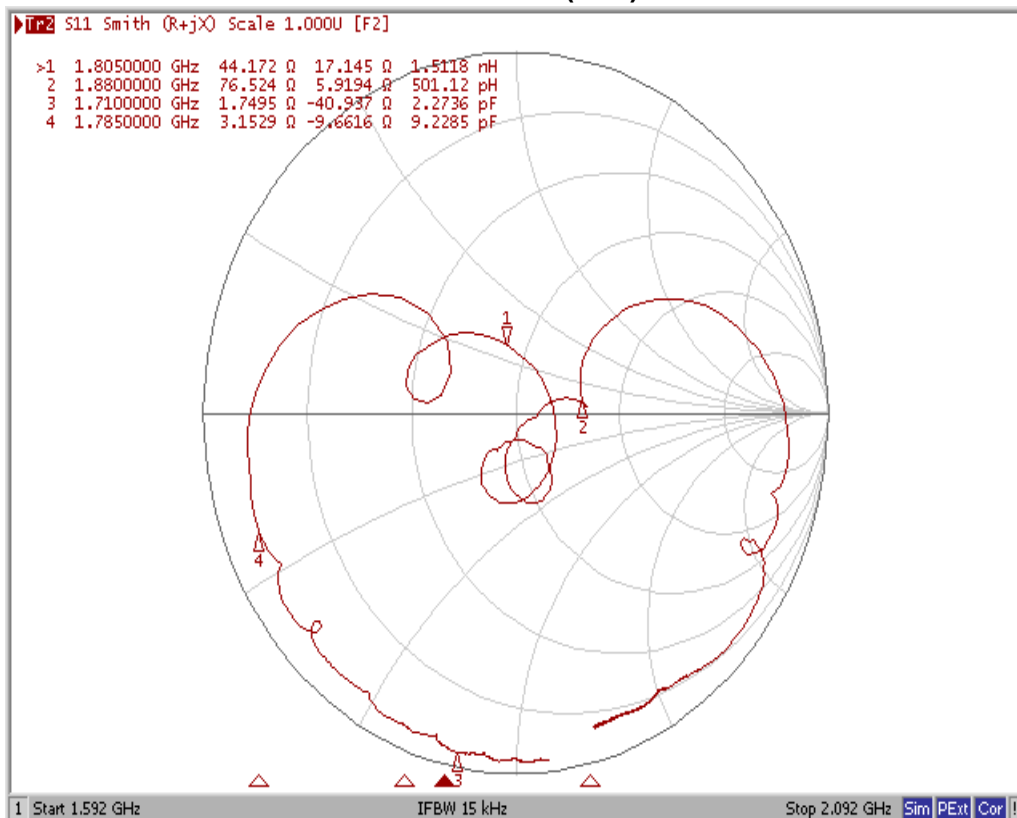 Tr2 S11 Smith (R+jX) Scale 1.000U [F2]
>1 1.8050000 GHz 44.172 Ω 17.145 Ω 1.5118 nH
2 1.8800000 GHz 76.524 Ω 5.9194 Ω 501.12 pH
3 1.7100000 GHz 1.7495 Ω -40.937 Ω 2.2736 pF
4 1.7850000 GHz 3.1529 Ω -9.6616 Ω 9.2285 pF
1
2
4
3
1 Start 1.592 GHz IFBW 15 kHz Stop 2.092 GHz Sim PExt Cor !